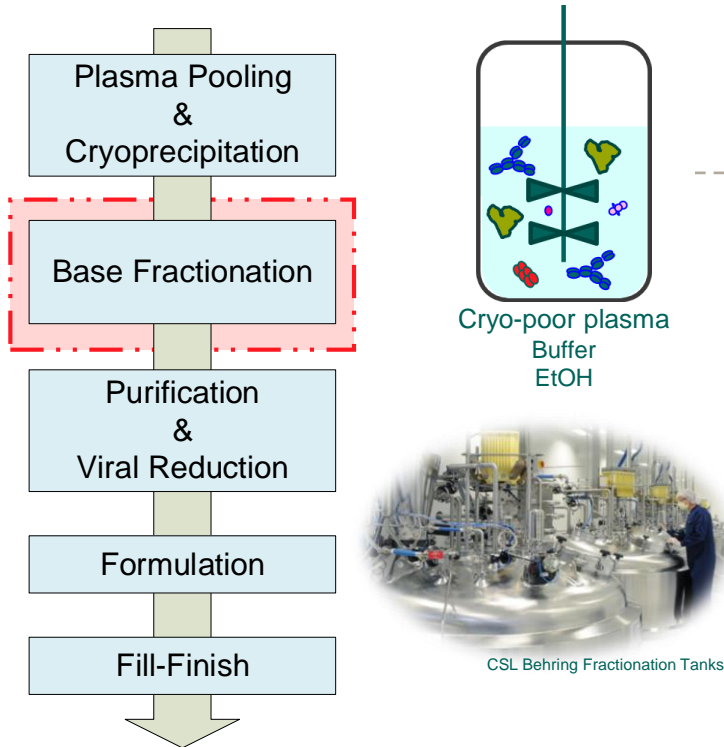 Plasma Pooling
&
Cryoprecipitation
Base Fractionation
Purification
&
Viral Reduction
Formulation
Fill-Finish
Cryo-poor plasma
Buffer
EtOH
CSL Behring Fractionation Tanks